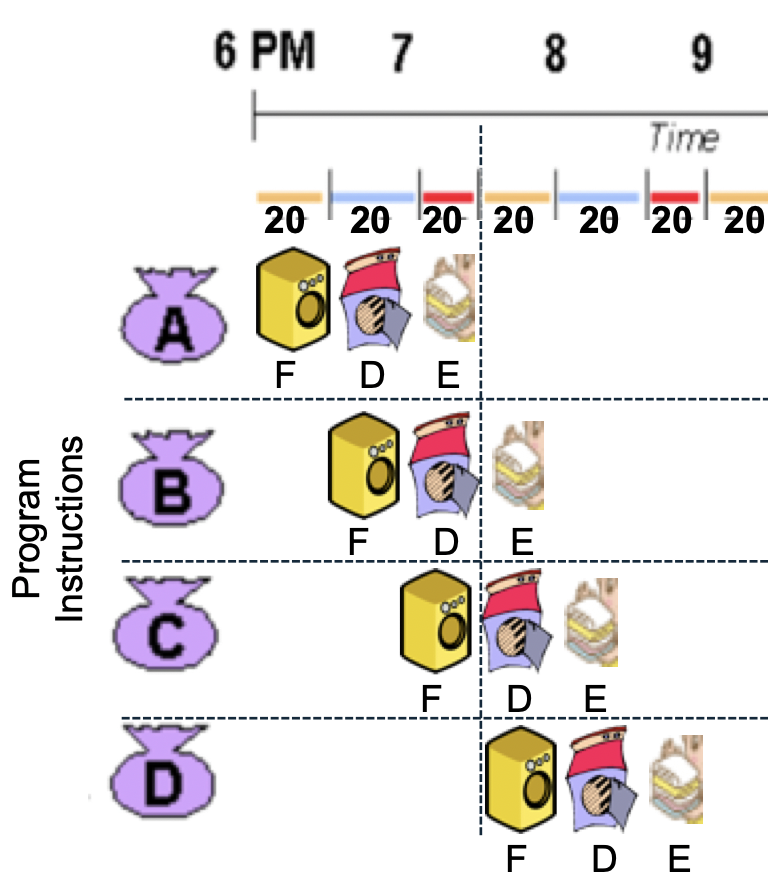 6 PM 7 8 9
Time
20 20 20 20 20 20 20
A
F D E
B
F D E
C
F D E
D
F D E
Program
Instructions